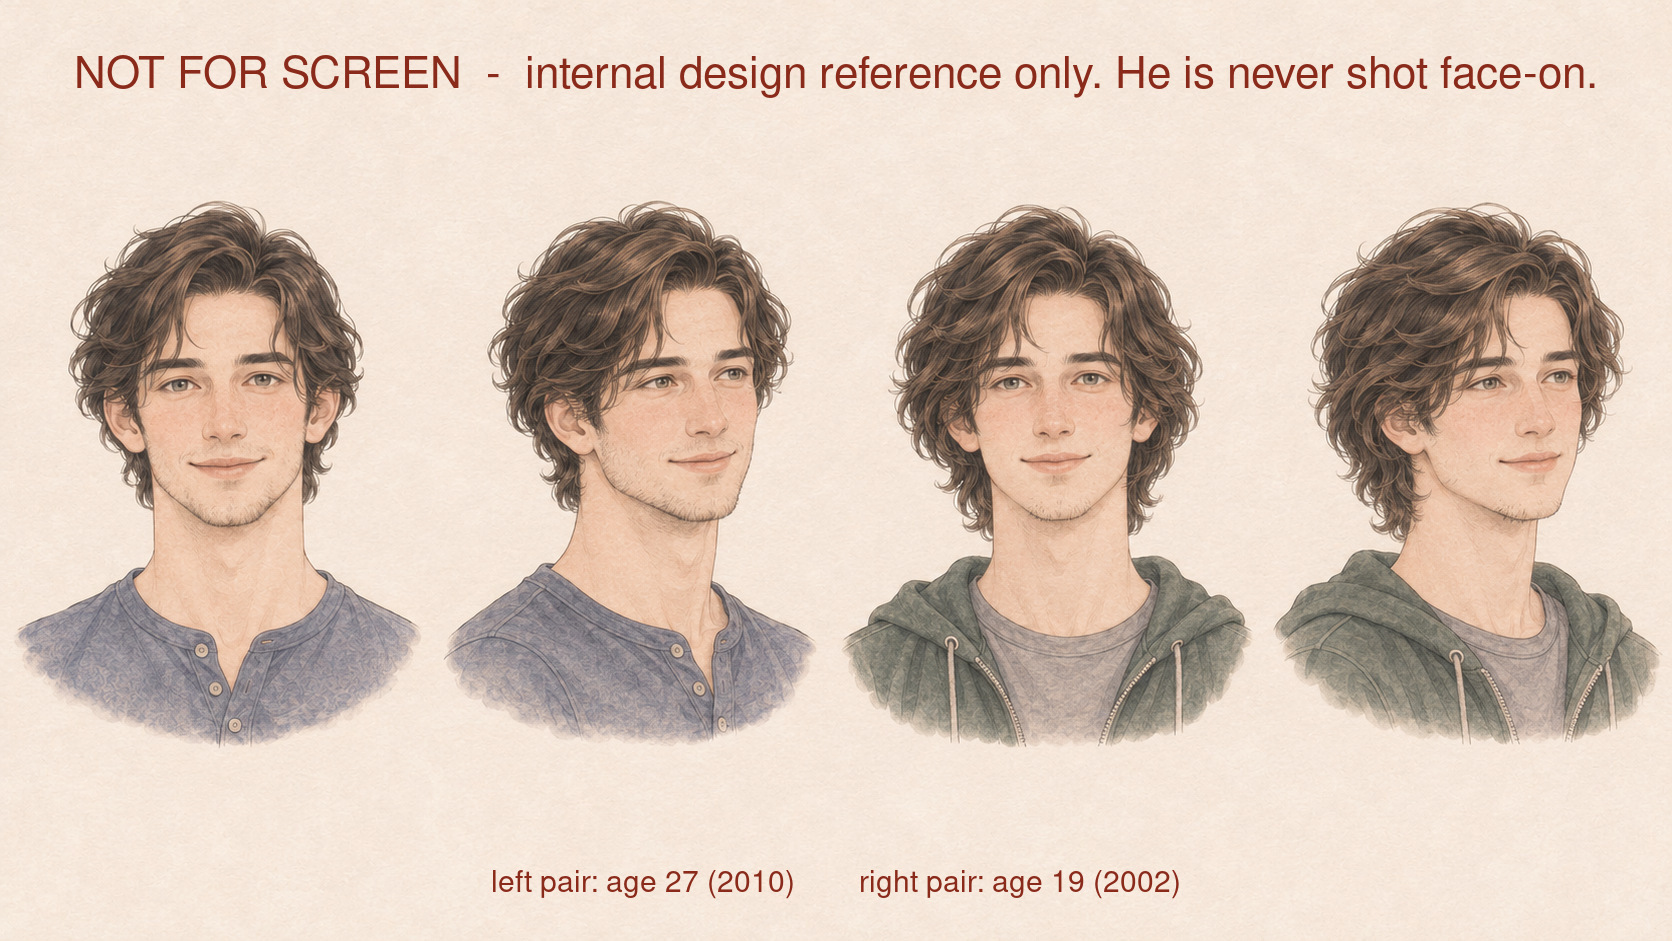 NOT FOR SCREEN - internal design reference only. He is never shot face-on.
left pair: age 27 (2010) right pair: age 19 (2002)